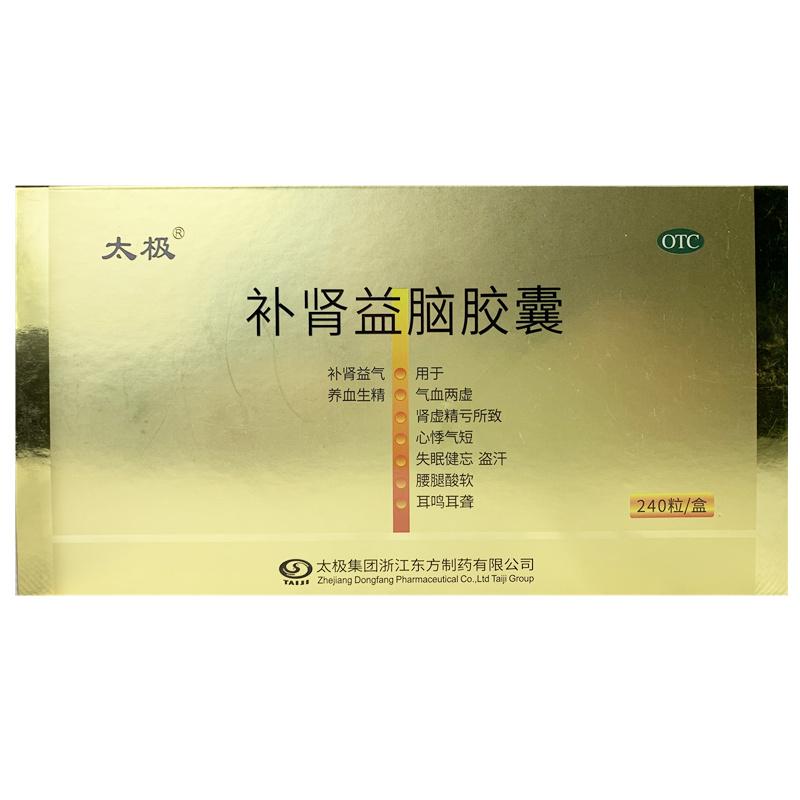 太极®
OTC
补肾益脑胶囊
补肾益气
养血生精
用于
气血两虚
肾虚精亏所致
心悸气短
失眠健忘 盗汗
腰腿酸软
耳鸣耳聋
240粒/盒
TAIJI
太极集团浙江东方制药有限公司
Zhejiang Dongfang Pharmaceutical Co.,Ltd Taiji Group